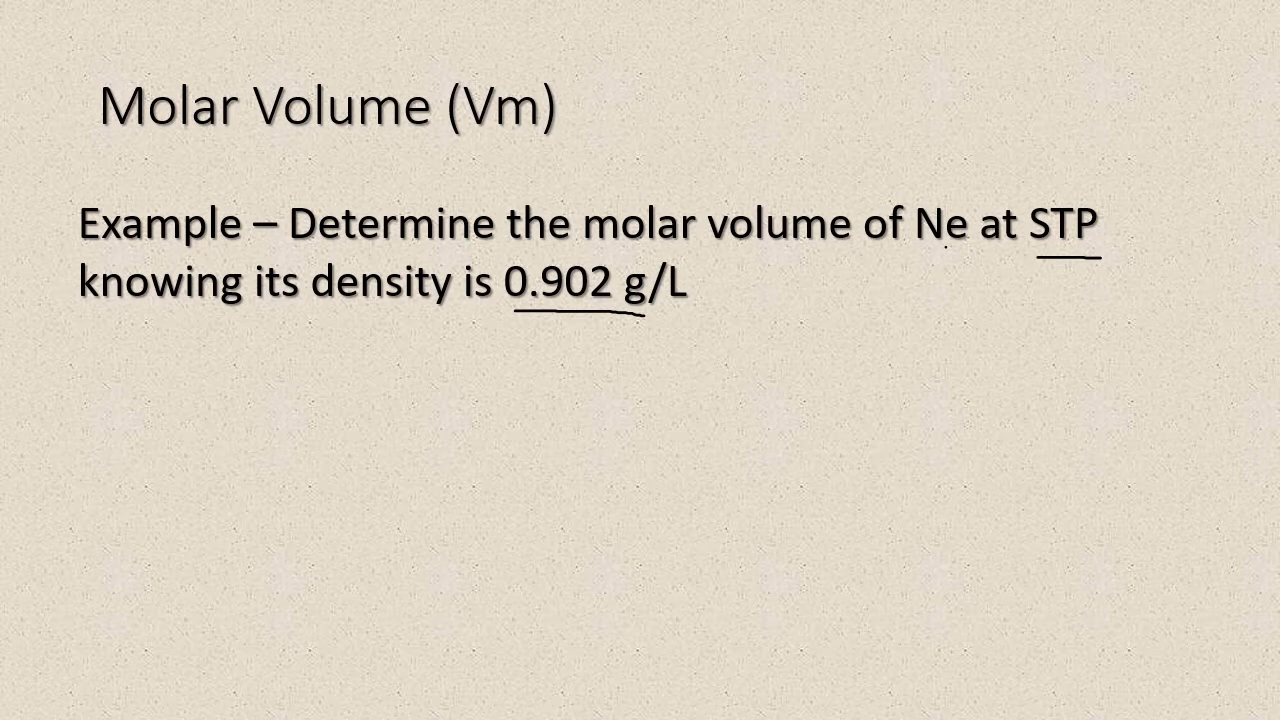 Molar Volume (Vm)
Example – Determine the molar volume of Ne at STP
knowing its density is 0.902 g/L